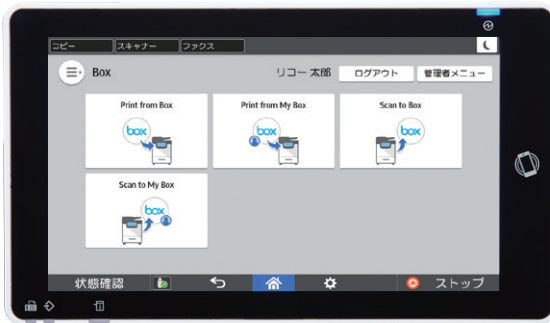 コピー スキャナー ファクス
Box リコー 太郎 ログアウト 管理者メニュー
Print from Box Print from My Box Scan to Box
box box box
Scan to My Box
box
状態確認 ストップ